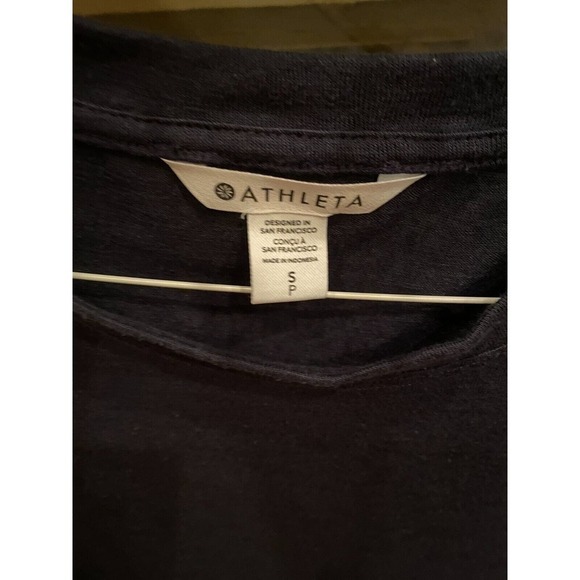 ATHLETA
DESIGNED IN
SAN FRANCISCO
CONÇU À
SAN FRANCISCO
MADE IN INDONESIA
S
P